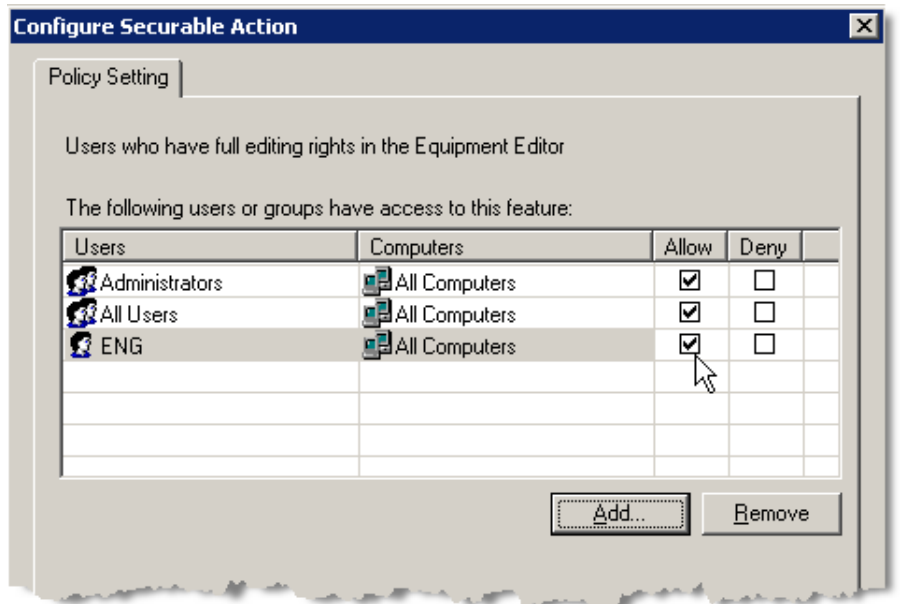 Configure Securable Action
Policy Setting
Users who have full editing rights in the Equipment Editor
The following users or groups have access to this feature:
Users Computers Allow Deny
Administrators All Computers
All Users All Computers
ENG All Computers
Add... Remove